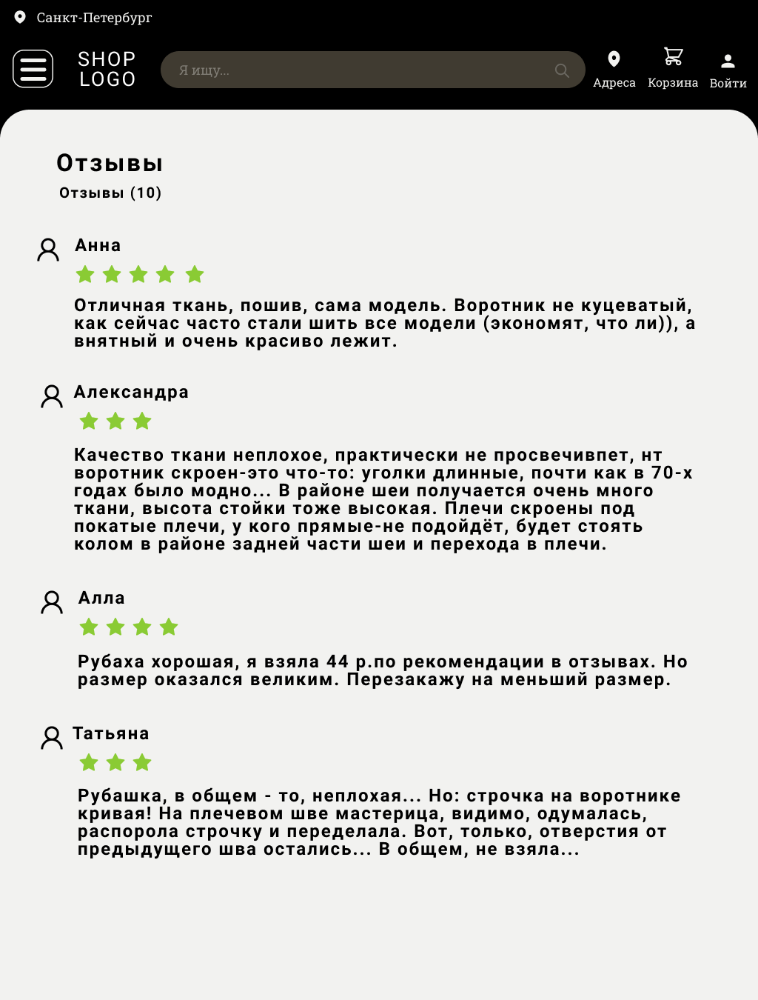 Санкт-Петербург
SHOP
LOGO
Я ищу...
Адреса
Корзина
Войти
Отзывы
Отзывы (10)
Анна
Отличная ткань, пошив, сама модель. Воротник не куцеватый,
как сейчас часто стали шить все модели (экономят, что ли)), а
внятный и очень красиво лежит.
Александра
Качество ткани неплохое, практически не просвечивпет, нт
воротник скроен-это что-то: уголки длинные, почти как в 70-х
годах было модно... В районе шеи получается очень много
ткани, высота стойки тоже высокая. Плечи скроены под
покатые плечи, у кого прямые-не подойдёт, будет стоять
колом в районе задней части шеи и перехода в плечи.
Алла
Рубаха хорошая, я взяла 44 р.по рекомендации в отзывах. Но
размер оказался великим. Перезакажу на меньший размер.
Татьяна
Рубашка, в общем - то, неплохая... Но: строчка на воротнике
кривая! На плечевом шве мастерица, видимо, одумалась,
распорола строчку и переделала. Вот, только, отверстия от
предыдущего шва остались... В общем, не взяла...